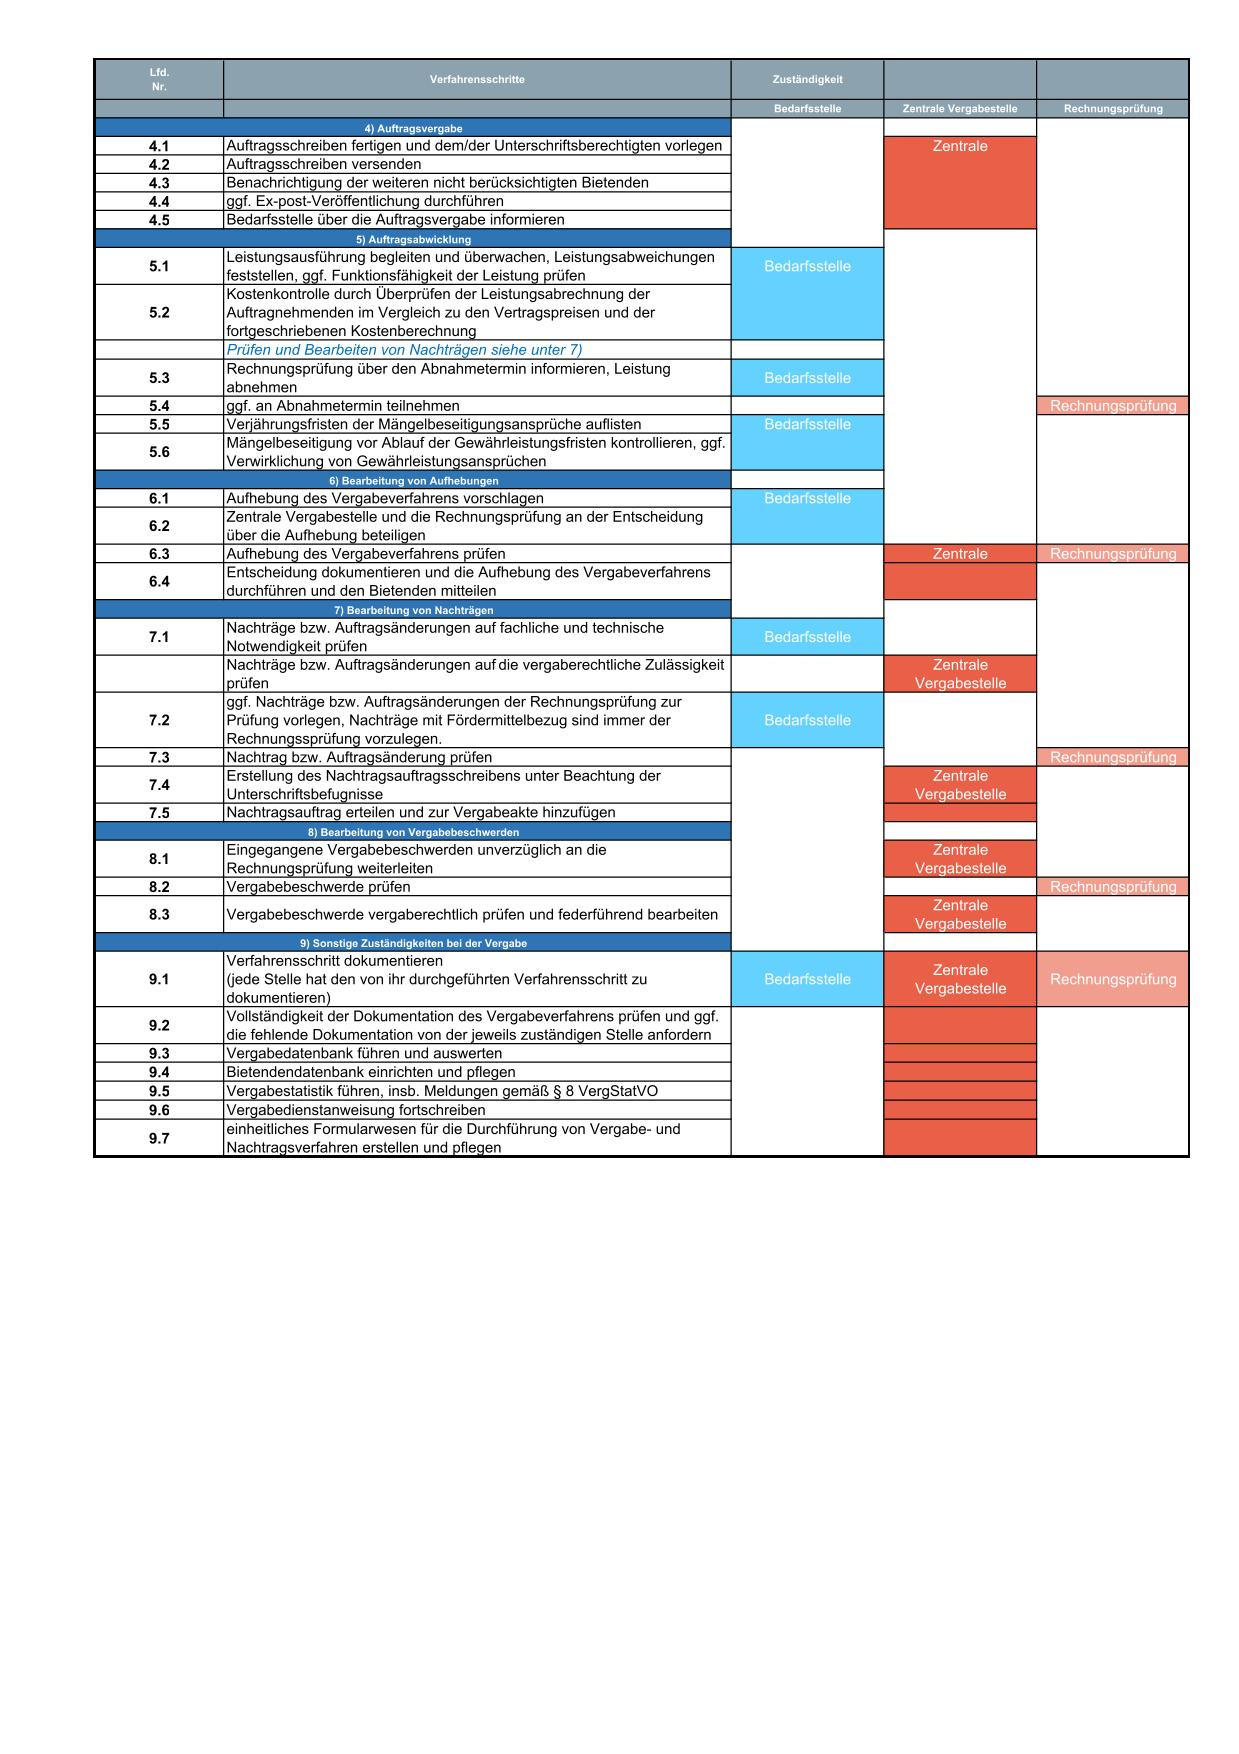 Lfd.
Nr.
Verfahrensschritte
Zuständigkeit
Bedarfsstelle
Zentrale Vergabestelle
Rechnungsprüfung
4) Auftragsvergabe
4.1 Auftragsschreiben fertigen und dem/der Unterschriftsberechtigten vorlegen Zentrale
4.2 Auftragsschreiben versenden
4.3 Benachrichtigung der weiteren nicht berücksichtigten Bietenden
4.4 ggf. Ex-post-Veröffentlichung durchführen
4.5 Bedarfsstelle über die Auftragsvergabe informieren
5) Auftragsabwicklung
5.1 Leistungsausführung begleiten und überwachen, Leistungsabweichungen
feststellen, ggf. Funktionsfähigkeit der Leistung prüfen
Bedarfsstelle
5.2 Kostenkontrolle durch Überprüfen der Leistungsabrechnung der
Auftragnehmenden im Vergleich zu den Vertragspreisen und der
fortgeschriebenen Kostenberechnung
Prüfen und Bearbeiten von Nachträgen siehe unter 7)
5.3 Rechnungsprüfung über den Abnahmetermin informieren, Leistung
abnehmen
Bedarfsstelle
5.4 ggf. an Abnahmetermin teilnehmen Rechnungsprüfung
5.5 Verjährungsfristen der Mängelbeseitigungsansprüche auflisten Bedarfsstelle
5.6 Mängelbeseitigung vor Ablauf der Gewährleistungsfristen kontrollieren, ggf.
Verwirklichung von Gewährleistungsansprüchen
6) Bearbeitung von Aufhebungen
6.1 Aufhebung des Vergabeverfahrens vorschlagen Bedarfsstelle
6.2 Zentrale Vergabestelle und die Rechnungsprüfung an der Entscheidung
über die Aufhebung beteiligen
6.3 Aufhebung des Vergabeverfahrens prüfen Zentrale Rechnungsprüfung
6.4 Entscheidung dokumentieren und die Aufhebung des Vergabeverfahrens
durchführen und den Bietenden mitteilen
7) Bearbeitung von Nachträgen
7.1 Nachträge bzw. Auftragsänderungen auf fachliche und technische
Notwendigkeit prüfen
Bedarfsstelle
Nachträge bzw. Auftragsänderungen auf die vergaberechtliche Zulässigkeit
prüfen
Zentrale
Vergabestelle
7.2 ggf. Nachträge bzw. Auftragsänderungen der Rechnungsprüfung zur
Prüfung vorlegen, Nachträge mit Fördermittelbezug sind immer der
Rechnungssprüfung vorzulegen.
Bedarfsstelle
7.3 Nachtrag bzw. Auftragsänderung prüfen Rechnungsprüfung
7.4 Erstellung des Nachtragsauftragsschreibens unter Beachtung der
Unterschriftsbefugnisse
Zentrale
Vergabestelle
7.5 Nachtragsauftrag erteilen und zur Vergabeakte hinzufügen
8) Bearbeitung von Vergabebeschwerden
8.1 Eingegangene Vergabebeschwerden unverzüglich an die
Rechnungsprüfung weiterleiten
Zentrale
Vergabestelle
8.2 Vergabebeschwerde prüfen Rechnungsprüfung
8.3 Vergabebeschwerde vergaberechtlich prüfen und federführend bearbeiten
Zentrale
Vergabestelle
9) Sonstige Zuständigkeiten bei der Vergabe
9.1 Verfahrensschritt dokumentieren
(jede Stelle hat den von ihr durchgeführten Verfahrensschritt zu
dokumentieren)
Bedarfsstelle
Zentrale
Vergabestelle
Rechnungsprüfung
9.2 Vollständigkeit der Dokumentation des Vergabeverfahrens prüfen und ggf.
die fehlende Dokumentation von der jeweils zuständigen Stelle anfordern
9.3 Vergabedatenbank führen und auswerten
9.4 Bietendendatenbank einrichten und pflegen
9.5 Vergabestatistik führen, insb. Meldungen gemäß § 8 VergStatVO
9.6 Vergabedienstanweisung fortschreiben
9.7 einheitliches Formularwesen für die Durchführung von Vergabe- und
Nachtragsverfahren erstellen und pflegen